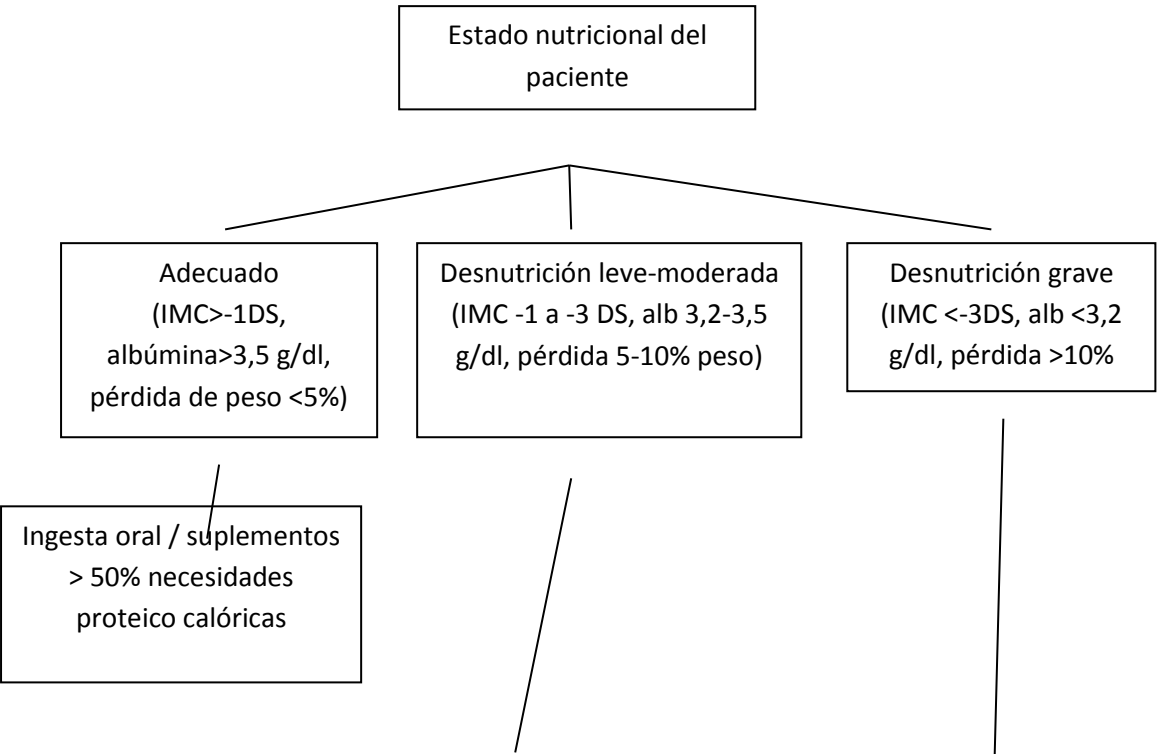 Estado nutricional del
paciente
Adecuado
(IMC>-1DS,
albúmina>3,5 g/dl,
pérdida de peso <5%)
Desnutrición leve-moderada
(IMC -1 a -3 DS, alb 3,2-3,5
g/dl, pérdida 5-10% peso)
Desnutrición grave
(IMC <-3DS, alb <3,2
g/dl, pérdida >10%
Ingesta oral / suplementos
> 50% necesidades
proteico calóricas